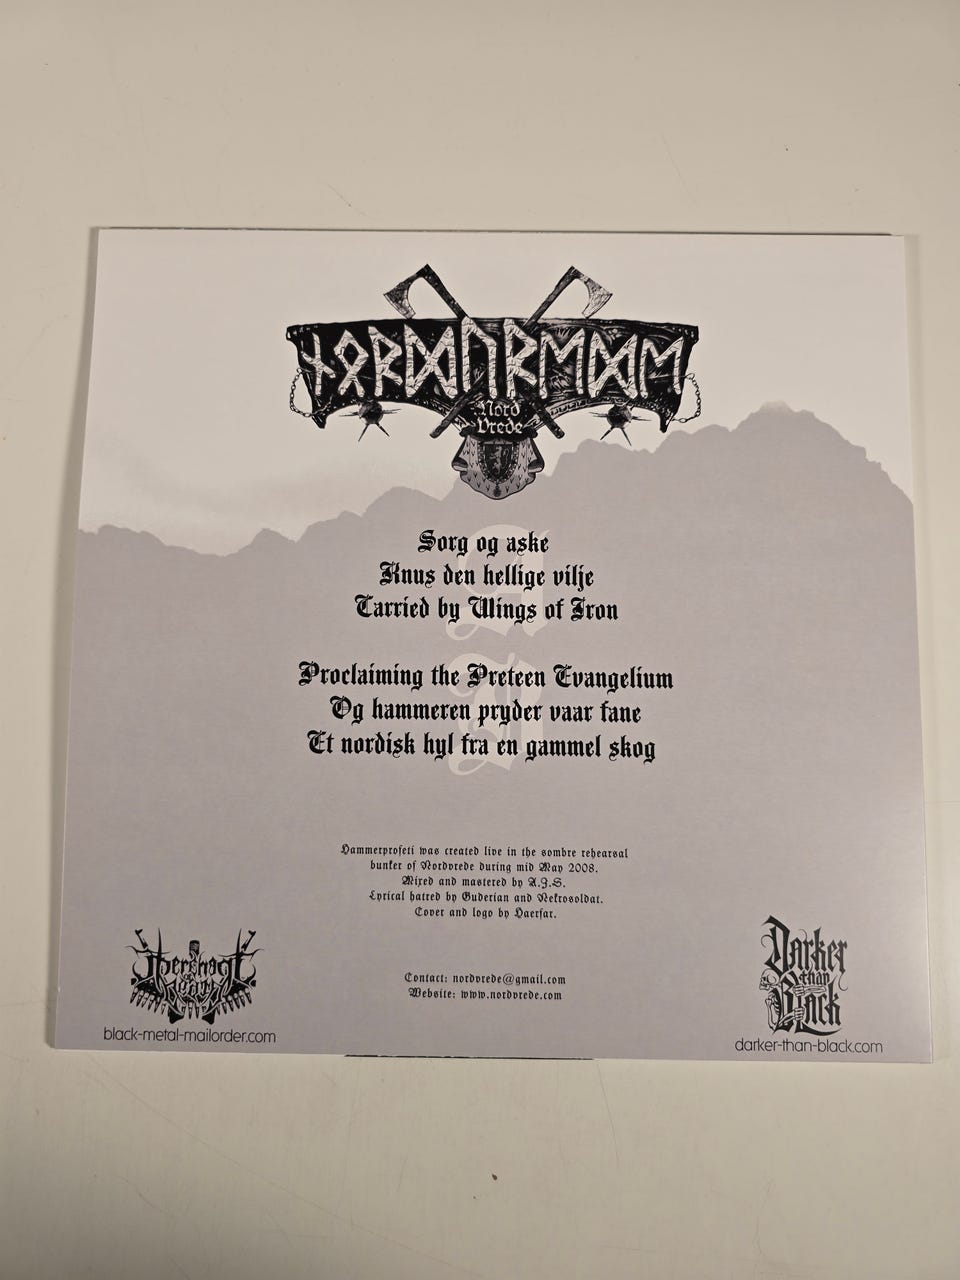 ᚾᛟᚱᛞᚢᚱᛖᛞᛖ
Nord
Vrede
A
B
Sorg og aske
Knus den hellige vilje
Carried by Wings of Iron
Proclaiming the Preteen Evangelium
Og hammeren pryder vaar fane
Et nordisk hyl fra en gammel skog
Hammerprofeti was created live in the sombre rehearsal
bunker of Nordvrede during mid May 2008.
Mixed and mastered by A.J.S.
Lyrical hatred by Guderian and Nekrosoldat.
Cover and logo by Haerfar.
Contact: nordvrede@gmail.com
Website: www.nordvrede.com
Merchant
of Death
black-metal-mailorder.com
Darker
than
Black
darker-than-black.com